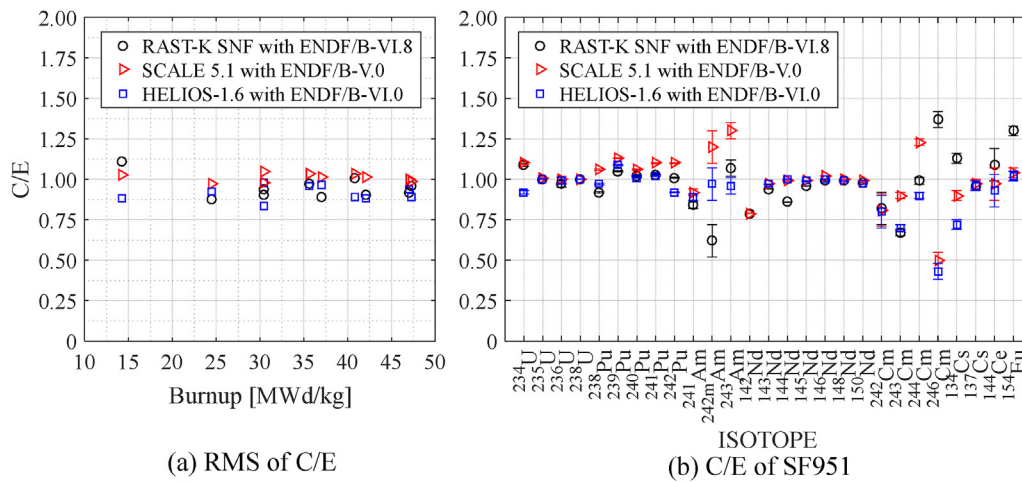 C/E
2.00
1.75
1.50
1.25
1.00
0.75
0.50
0.25
0.00
RAST-K SNF with ENDF/B-VI.8
SCALE 5.1 with ENDF/B-V.0
HELIOS-1.6 with ENDF/B-VI.0
10 15 20 25 30 35 40 45 50
Burnup [MWd/kg]
(a) RMS of C/E
2.00
1.75
1.50
1.25
1.00
0.75
0.50
0.25
0.00
RAST-K SNF with ENDF/B-VI.8
SCALE 5.1 with ENDF/B-V.0
HELIOS-1.6 with ENDF/B-VI.0
234U
235U
236U
238U
238Pu
239Pu
240Pu
241Pu
242Pu
241Am
242mAm
243Am
142Nd
143Nd
144Nd
145Nd
146Nd
148Nd
150Nd
242Cm
243Cm
244Cm
246Cm
134Cs
137Cs
144Ce
154Eu
ISOTOPE
(b) C/E of SF951